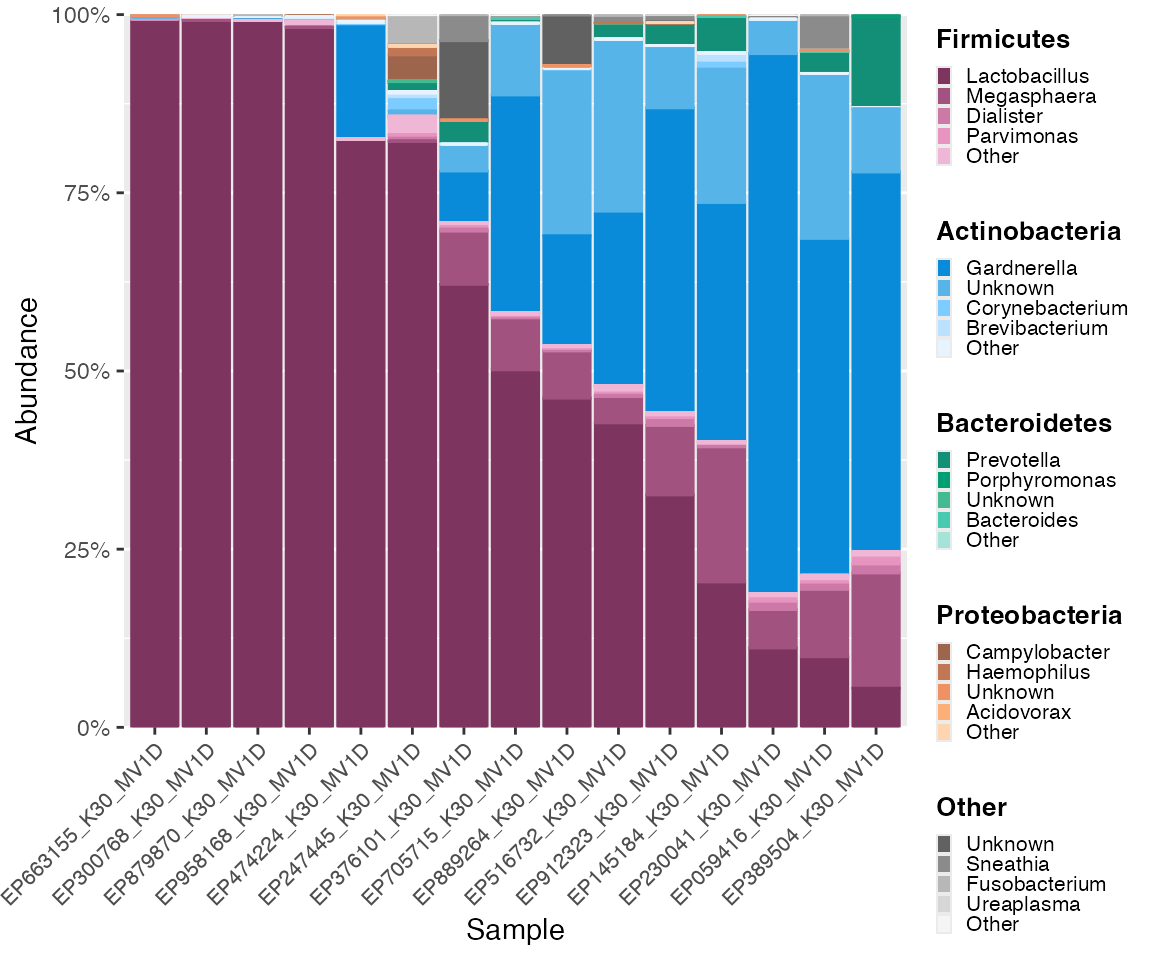 100%
75%
50%
25%
0%
Abundance
EP663155_K30_MV1D
EP300768_K30_MV1D
EP879870_K30_MV1D
EP958168_K30_MV1D
EP474224_K30_MV1D
EP247445_K30_MV1D
EP376101_K30_MV1D
EP705715_K30_MV1D
EP889264_K30_MV1D
EP516732_K30_MV1D
EP912323_K30_MV1D
EP145184_K30_MV1D
EP230041_K30_MV1D
EP059416_K30_MV1D
EP389504_K30_MV1D
Sample
Firmicutes
Lactobacillus
Megasphaera
Dialister
Parvimonas
Other
Actinobacteria
Gardnerella
Unknown
Corynebacterium
Brevibacterium
Other
Bacteroidetes
Prevotella
Porphyromonas
Unknown
Bacteroides
Other
Proteobacteria
Campylobacter
Haemophilus
Unknown
Acidovorax
Other
Other
Unknown
Sneathia
Fusobacterium
Ureaplasma
Other